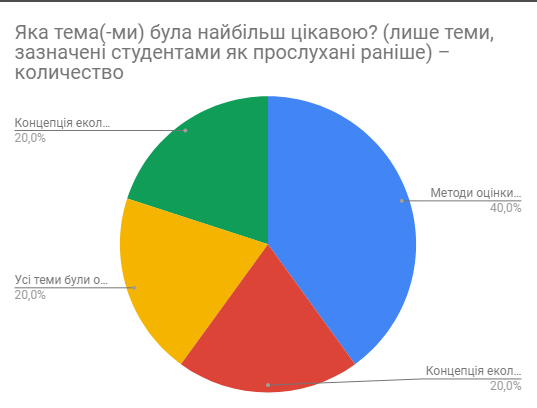 Яка тема(-ми) була найбільш цікавою? (лише теми,
зазначені студентами як прослухані раніше) –
количество
Концепція екол...
20,0%
Методи оцінки...
40,0%
Усі теми були о...
20,0%
Концепція екол...
20,0%